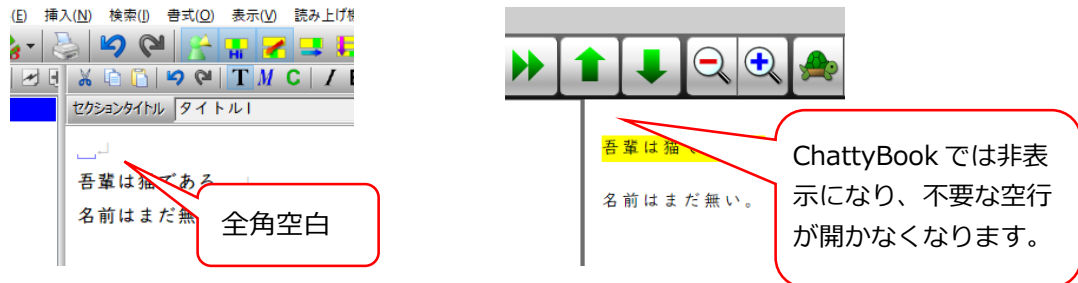 (E) 挿入(N) 検索(I) 書式(O) 表示(V) 読み上げ
Hi
T M C I
セクションタイトル タイトル1
吾輩は猫である
名前はまだ無
全角空白
吾輩は猫
名前はまだ無い。
ChattyBook では非表
示になり、不要な空行
が開かなくなります。